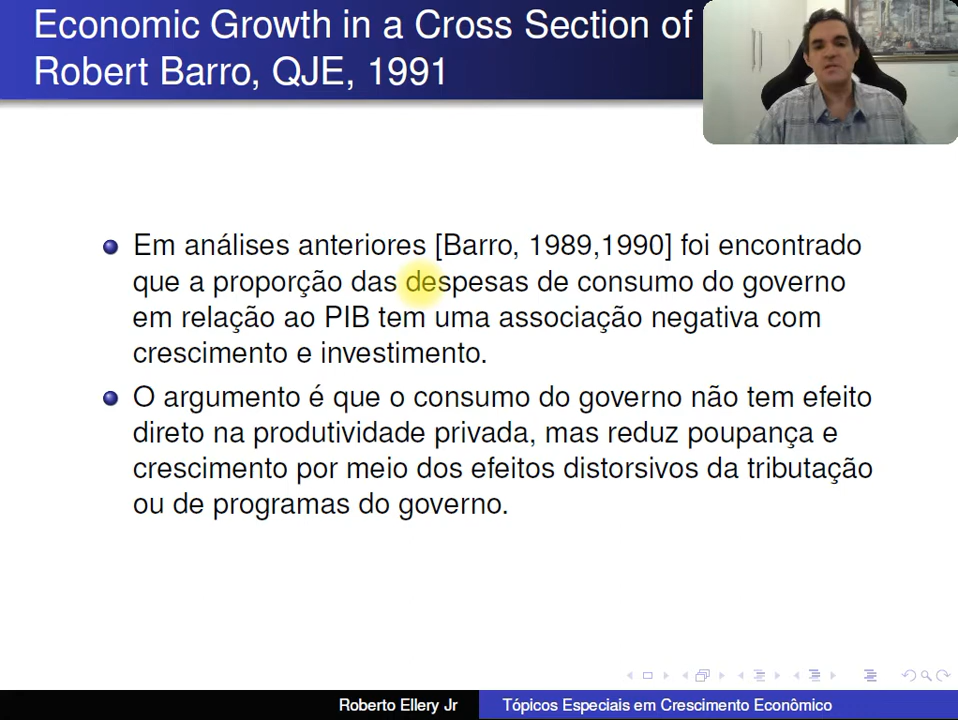 Economic Growth in a Cross Section of
Robert Barro, QJE, 1991
Em análises anteriores [Barro, 1989,1990] foi encontrado
que a proporção das despesas de consumo do governo
em relação ao PIB tem uma associação negativa com
crescimento e investimento.
O argumento é que o consumo do governo não tem efeito
direto na produtividade privada, mas reduz poupança e
crescimento por meio dos efeitos distorsivos da tributação
ou de programas do governo.
Roberto Ellery Jr
Tópicos Especiais em Crescimento Econômico